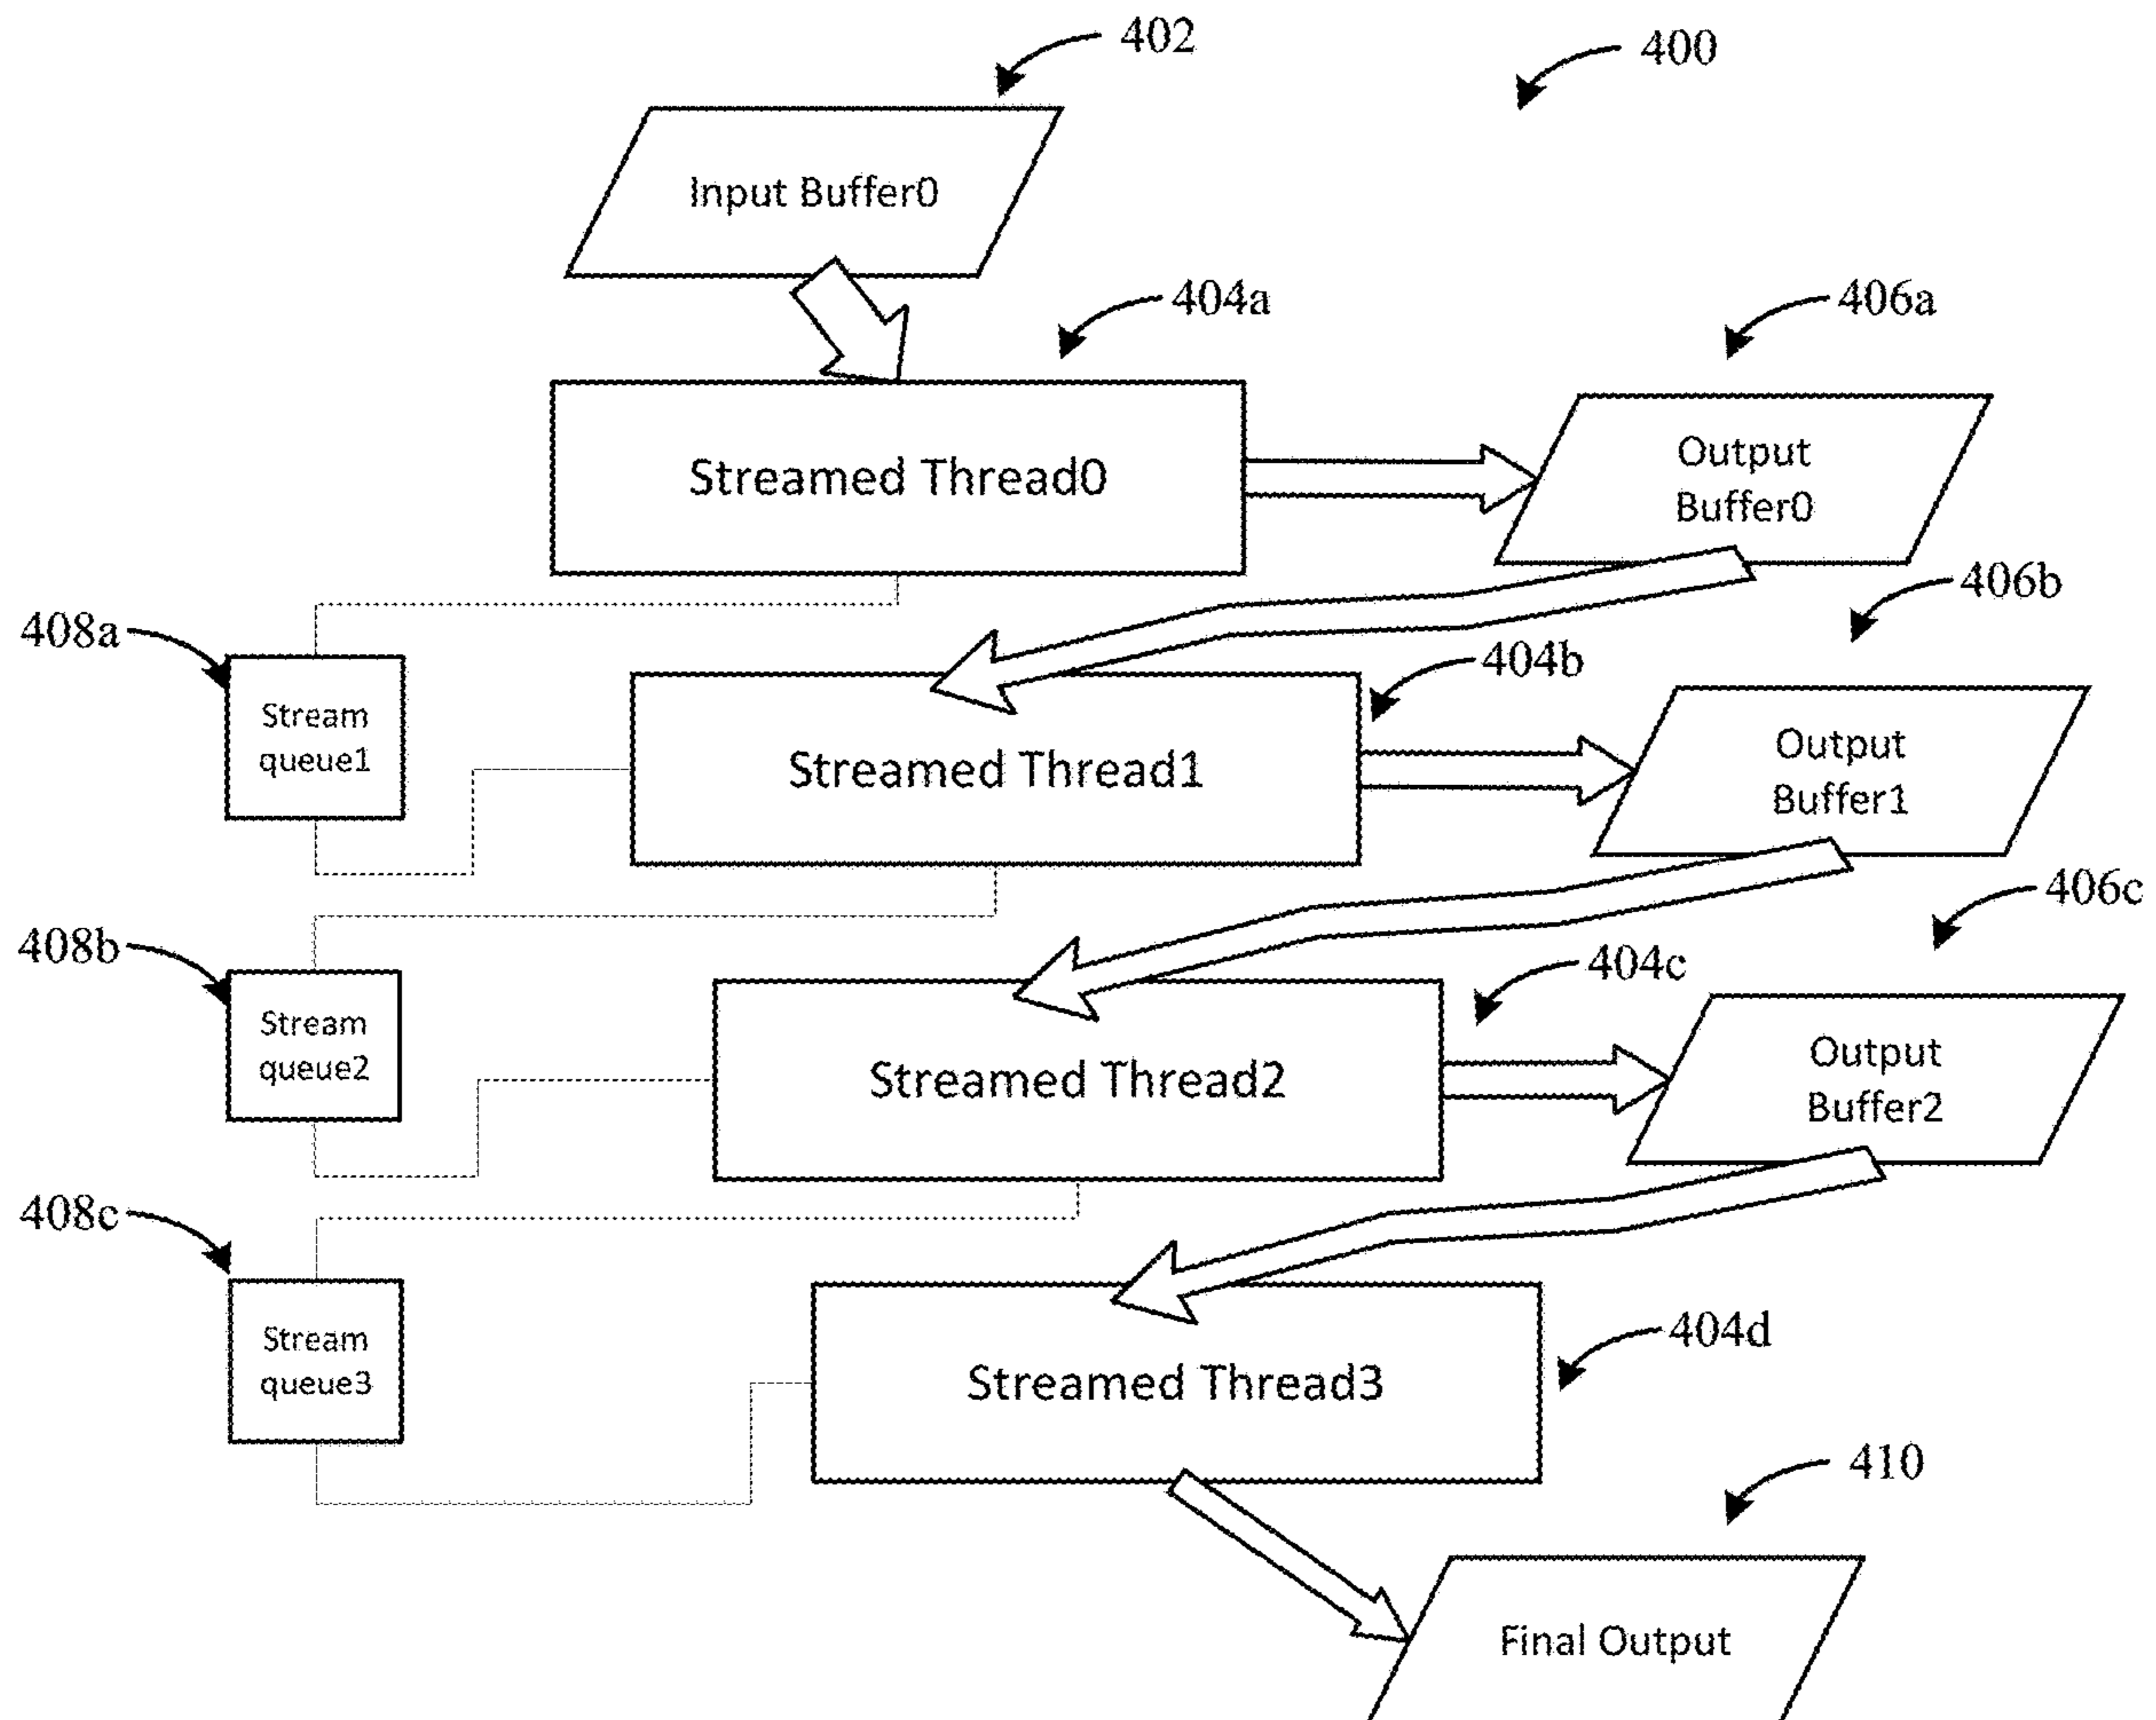 402
400
Input Buffer0
404a
406a
Streamed Thread0
Output
Buffer0
406b
408a
404b
Stream
queue1
Streamed Thread1
Output
Buffer1
406c
408b
404c
Stream
queue2
Streamed Thread2
Output
Buffer2
408c
404d
Stream
queue3
Streamed Thread3
410
Final Output